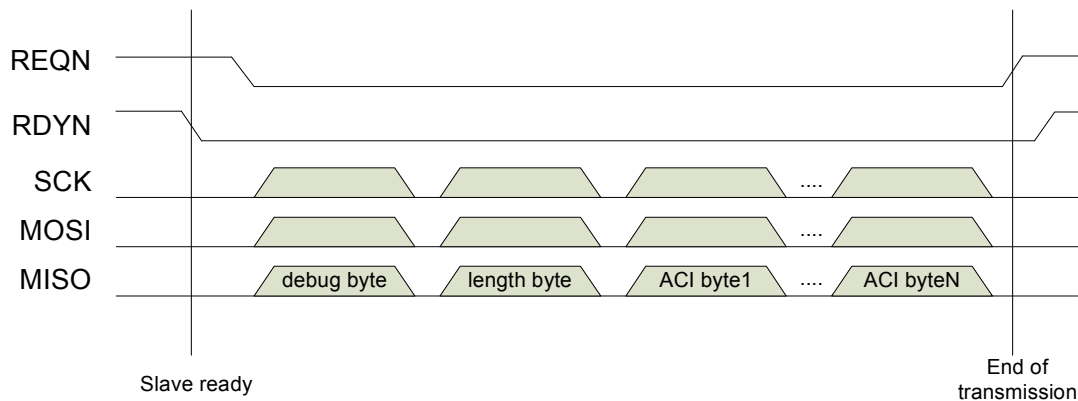 REQN
RDYN
SCK
....
MOSI
....
MISO
debug byte
length byte
ACI byte1
....
ACI byteN
Slave ready
End of
transmission